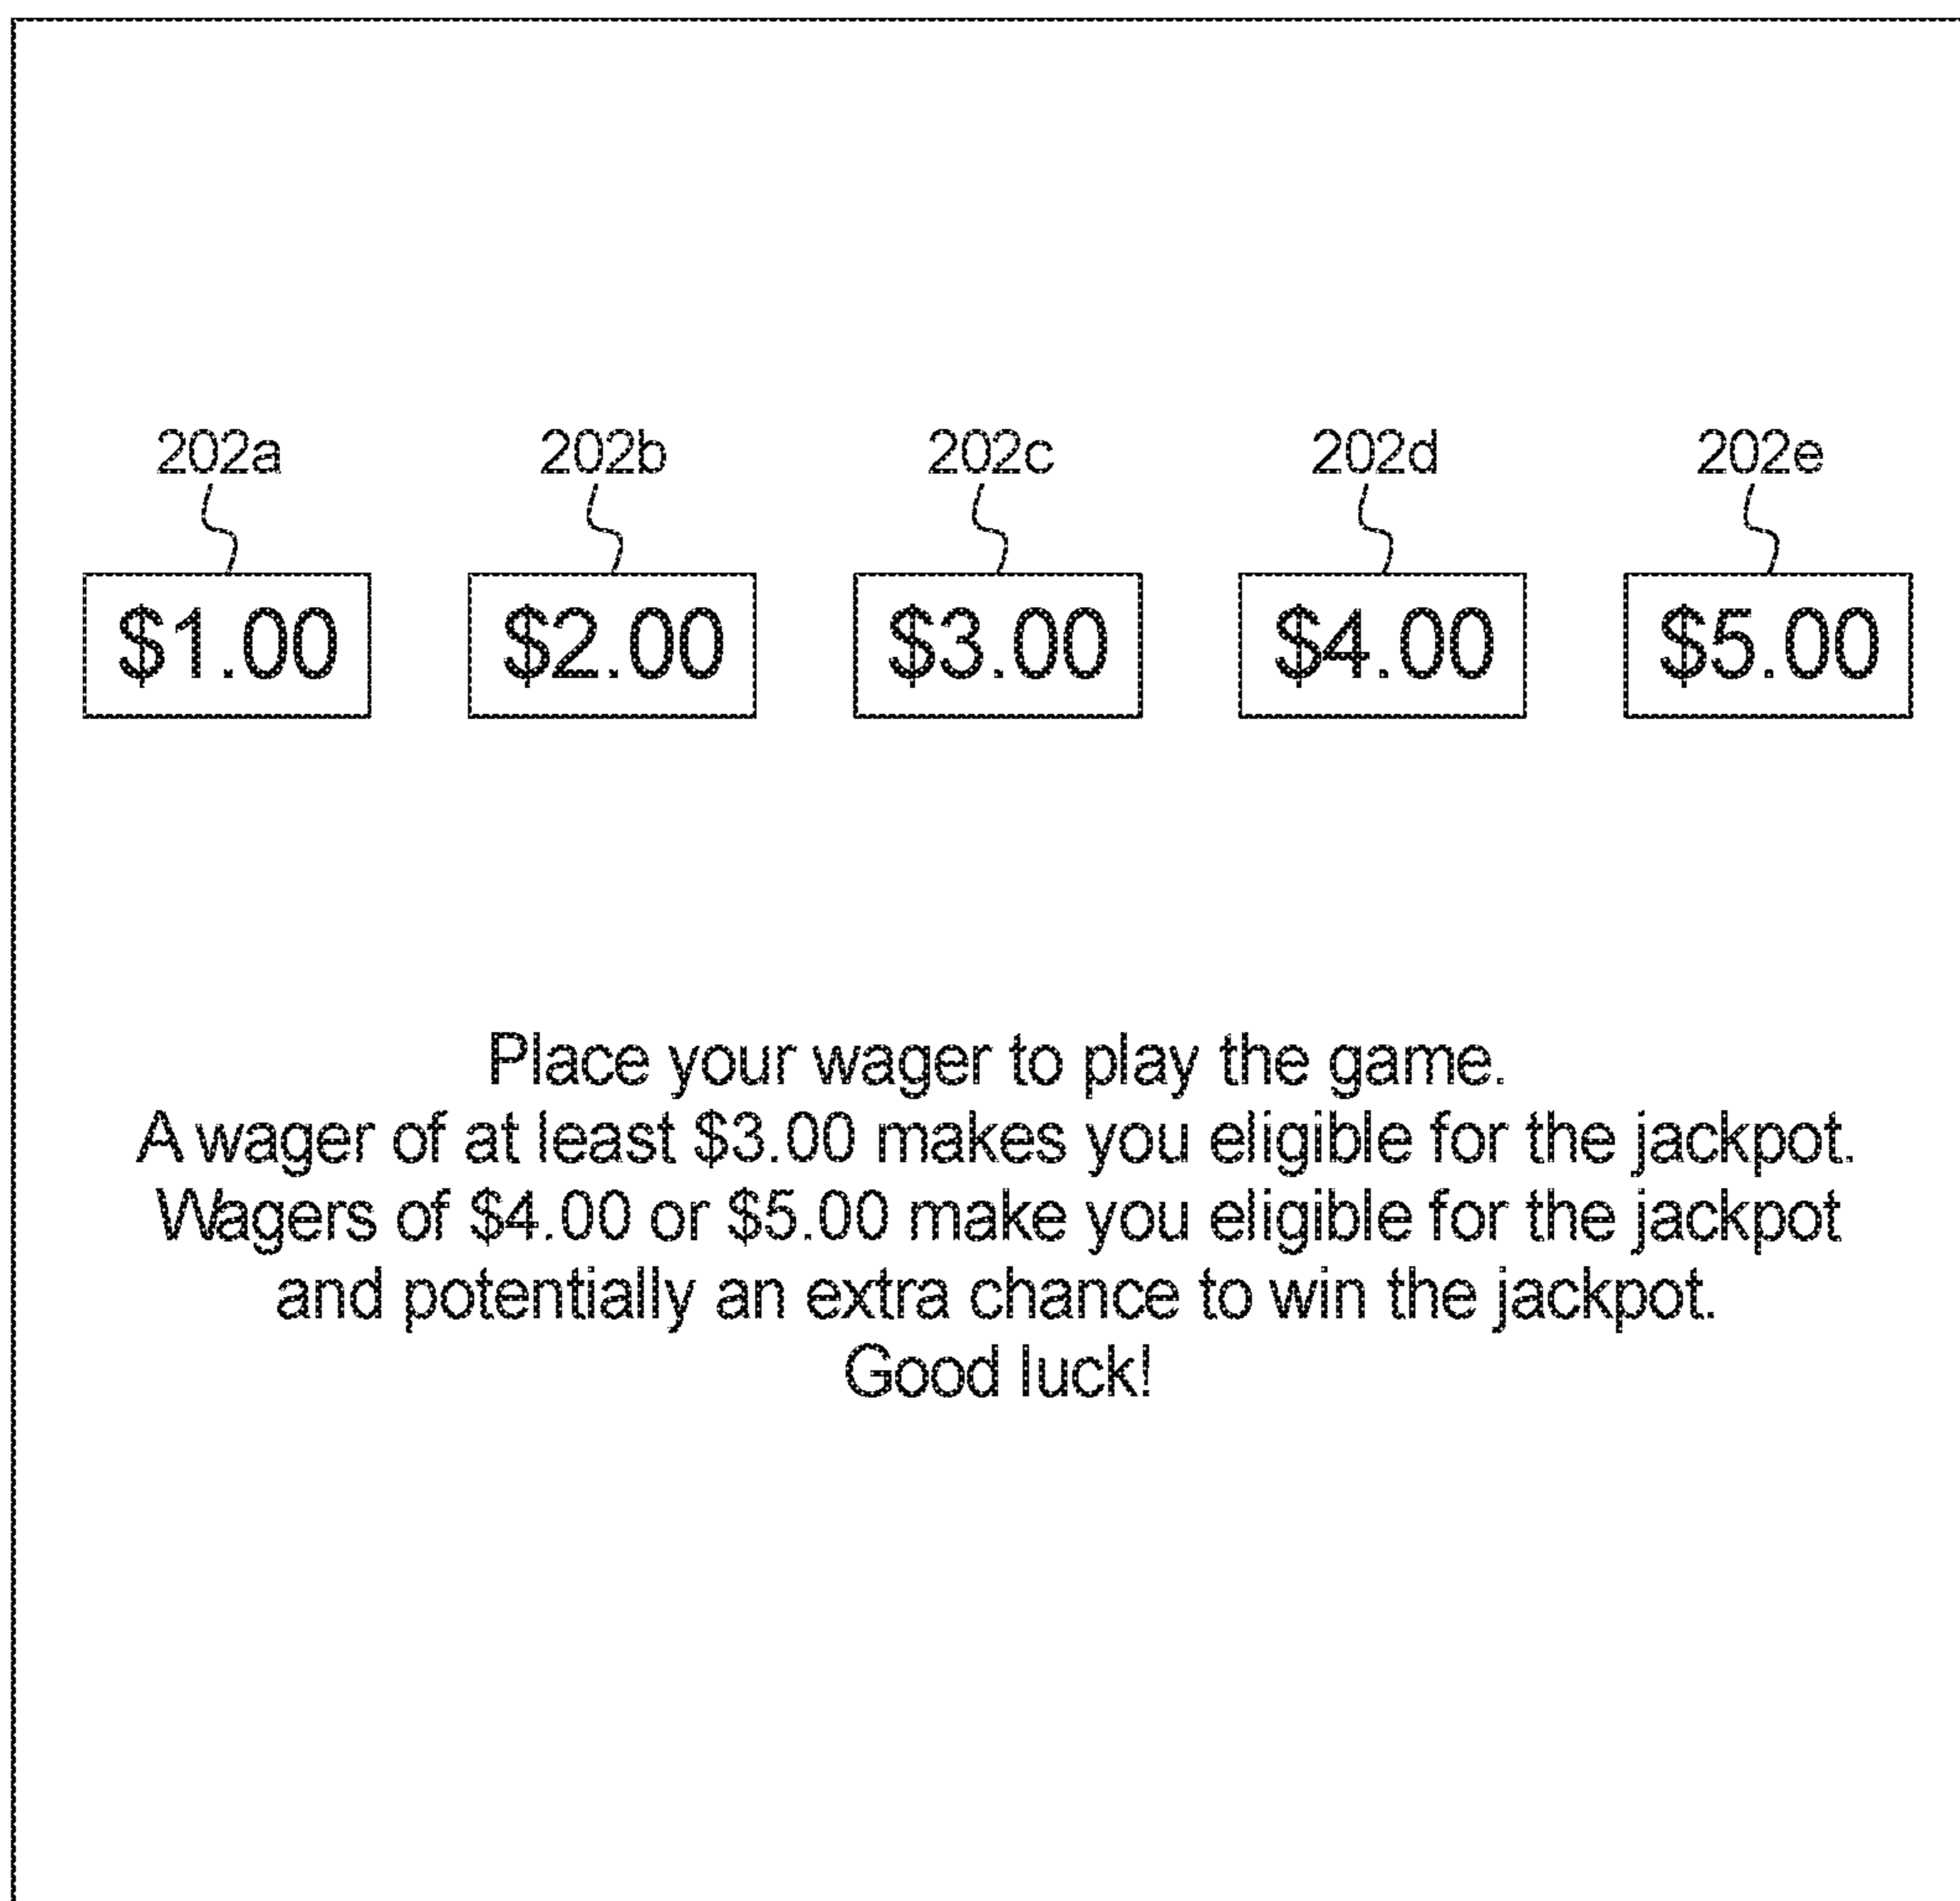 202a 202b 202c 202d 202e
$1.00 $2.00 $3.00 $4.00 $5.00
Place your wager to play the game.
A wager of at least $3.00 makes you eligible for the jackpot.
Wagers of $4.00 or $5.00 make you eligible for the jackpot
and potentially an extra chance to win the jackpot.
Good luck!